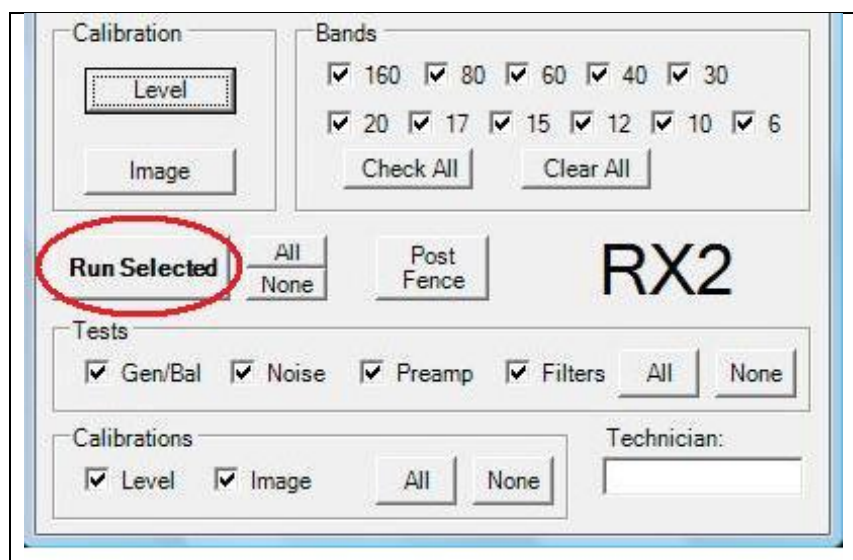 Calibration
Level
Image
Bands
160 80 60 40 30
20 17 15 12 10 6
Check All Clear All
Run Selected
All
None
Post
Fence
RX2
Tests
Gen/Bal Noise Preamp Filters All None
Calibrations
Level Image All None
Technician: